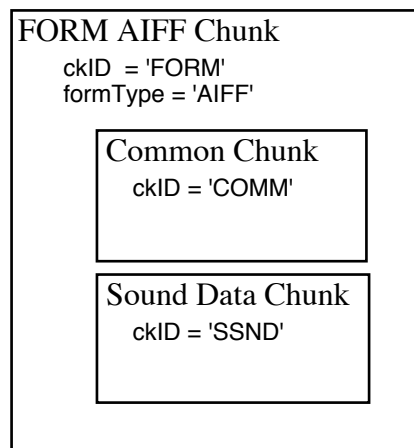 FORM AIFF Chunk
ckID = 'FORM'
formType = 'AIFF'
Common Chunk
ckID = 'COMM'
Sound Data Chunk
ckID = 'SSND'